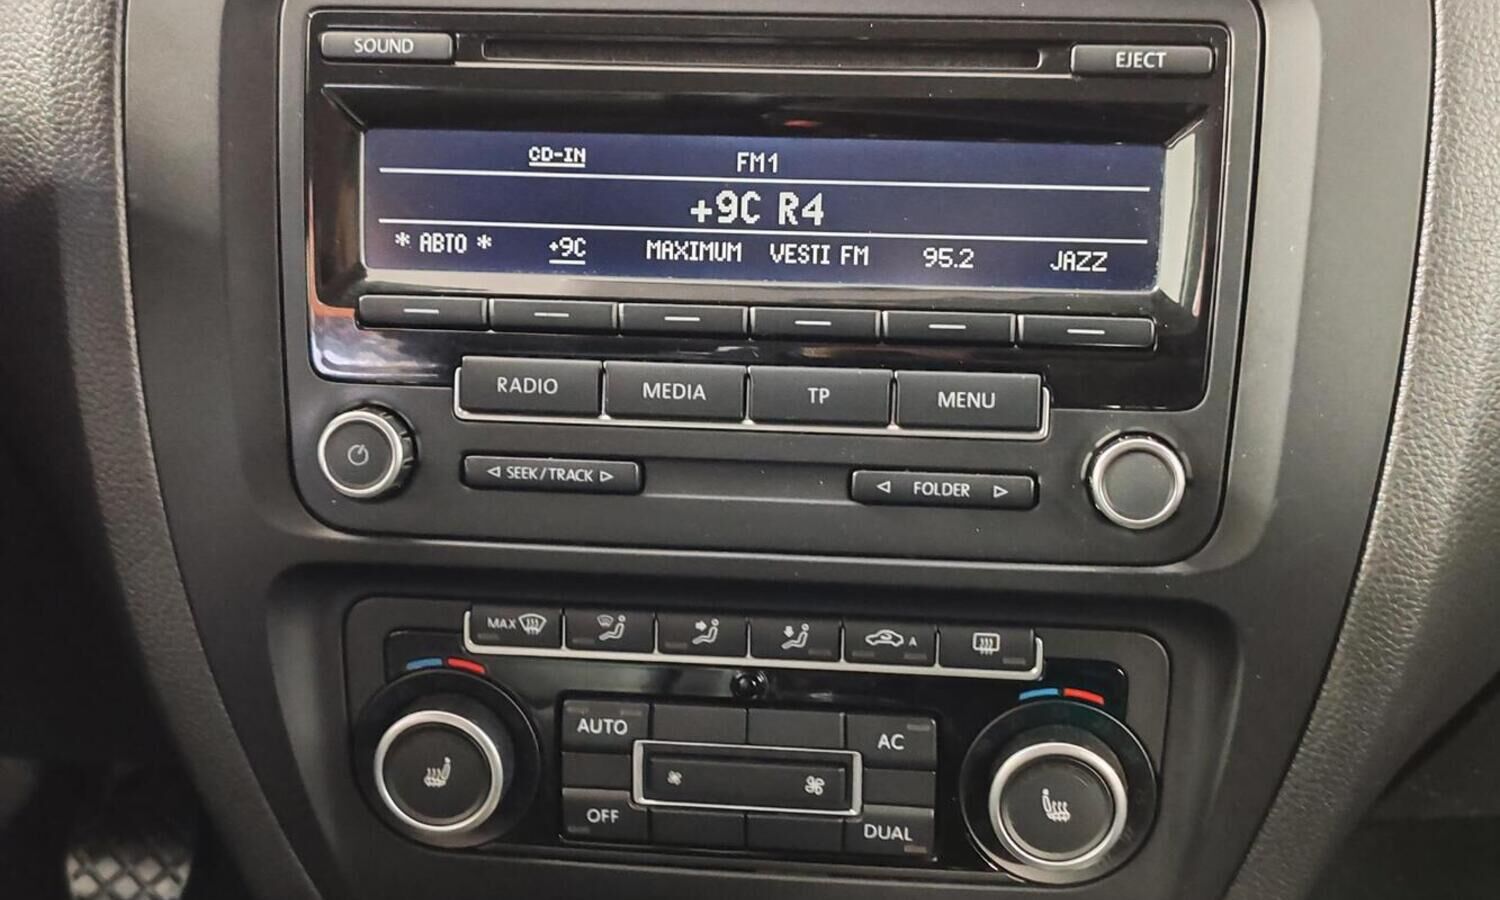 SOUND
EJECT
CD-IN FM1
+9C R4
* АВТО * +9C MAXIMUM VESTI FM 95.2 JAZZ
RADIO MEDIA TP MENU
SEEK/TRACK FOLDER
MAX A
AUTO AC
OFF DUAL